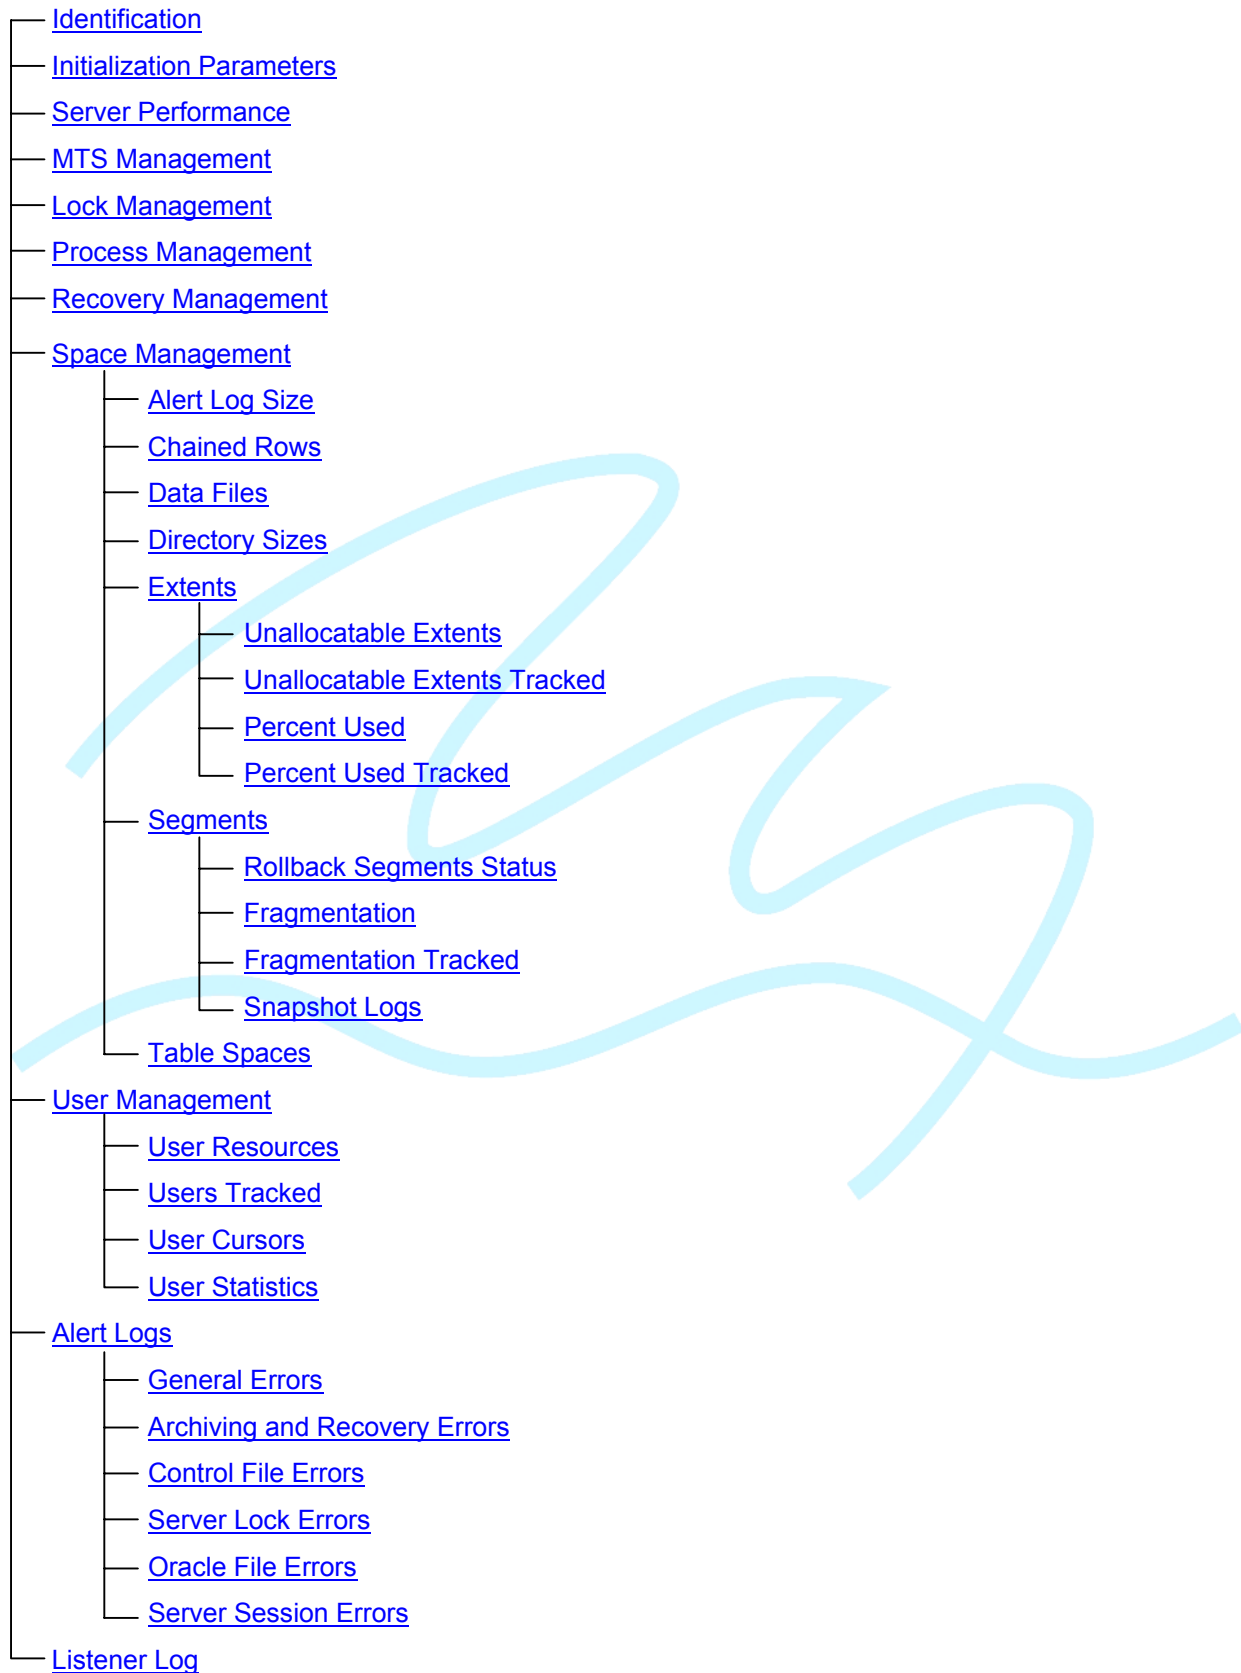 Identification
Initialization Parameters
Server Performance
MTS Management
Lock Management
Process Management
Recovery Management
Space Management
Alert Log Size
Chained Rows
Data Files
Directory Sizes
Extents
Unallocatable Extents
Unallocatable Extents Tracked
Percent Used
Percent Used Tracked
Segments
Rollback Segments Status
Fragmentation
Fragmentation Tracked
Snapshot Logs
Table Spaces
User Management
User Resources
Users Tracked
User Cursors
User Statistics
Alert Logs
General Errors
Archiving and Recovery Errors
Control File Errors
Server Lock Errors
Oracle File Errors
Server Session Errors
Listener Log